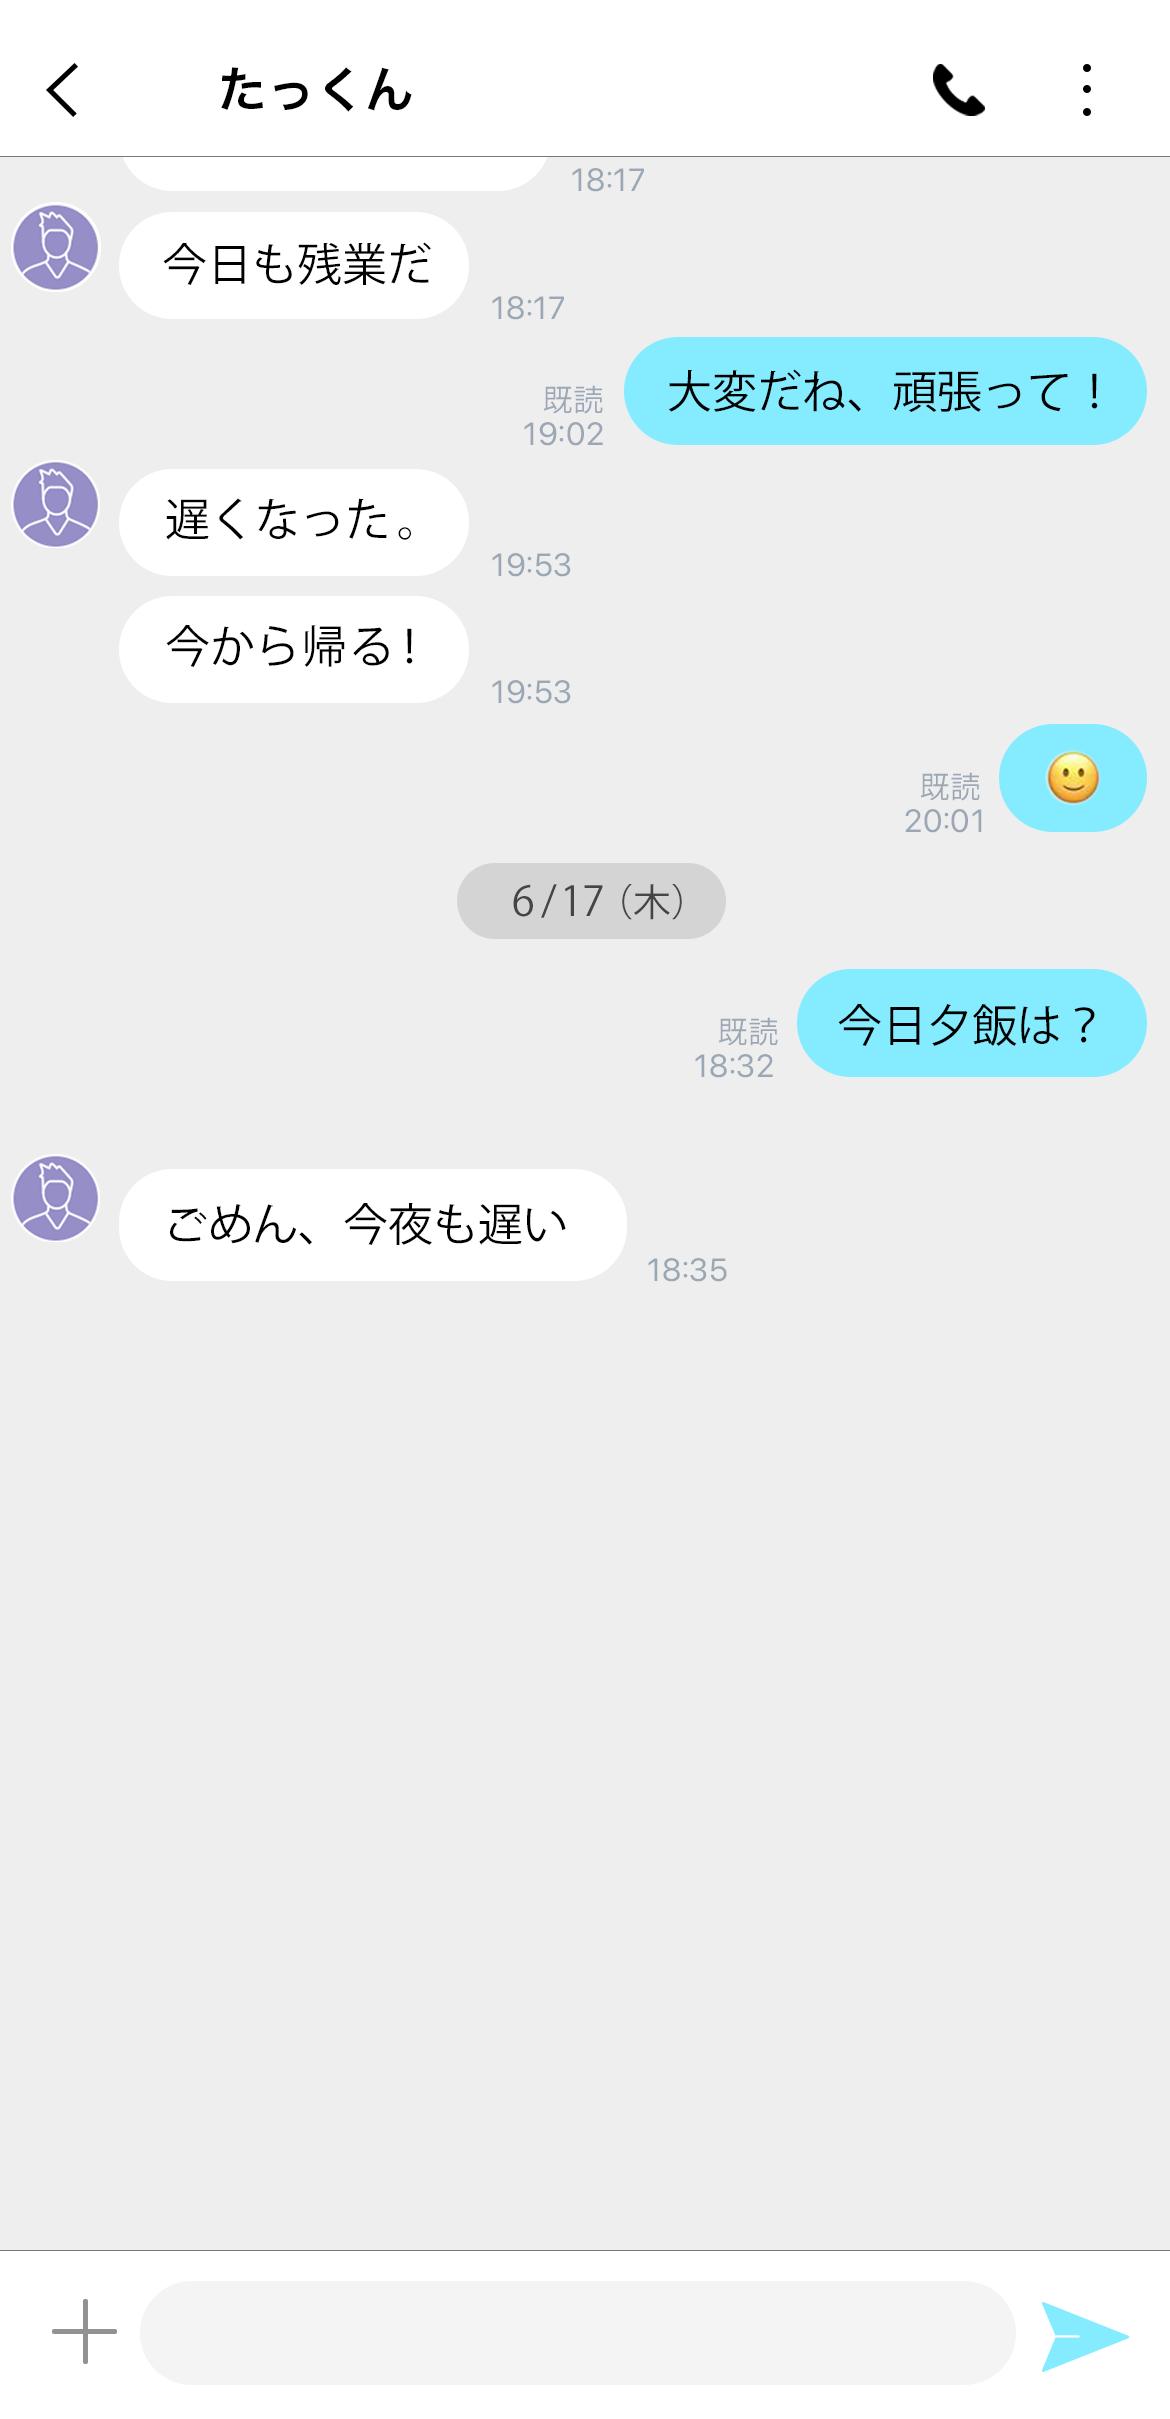 たっくん
18:17
今日も残業だ
18:17
大変だね、頑張って！
既読
19:02
遅くなった。
19:53
今から帰る！
19:53
🙂
既読
20:01
6/17（木）
今日夕飯は？
既読
18:32
ごめん、今夜も遅い
18:35